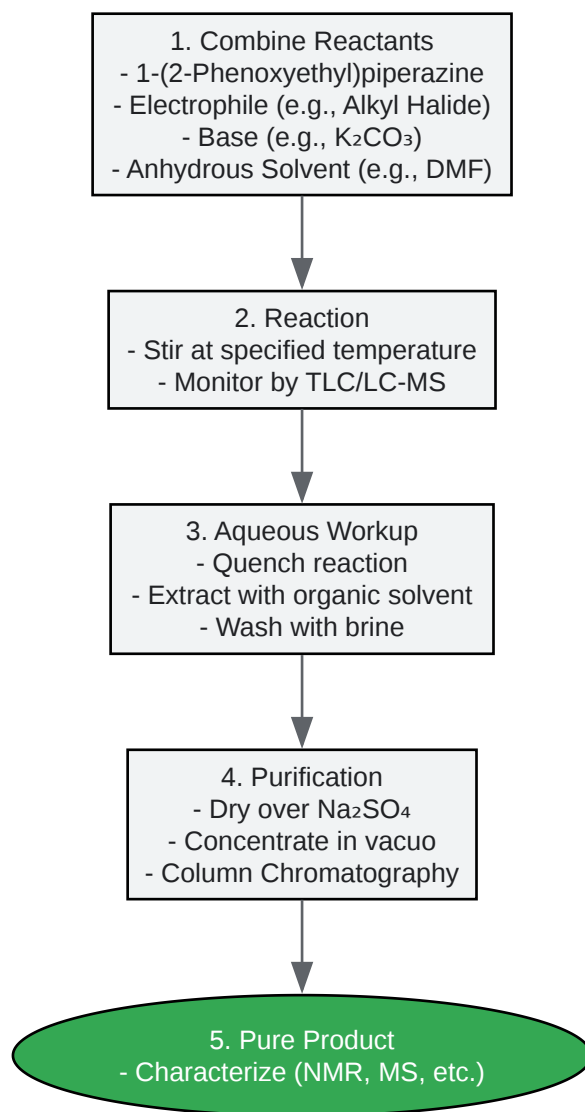 1. Combine Reactants
- 1-(2-Phenoxyethyl)piperazine
- Electrophile (e.g., Alkyl Halide)
- Base (e.g., K₂CO₃)
- Anhydrous Solvent (e.g., DMF)
2. Reaction
- Stir at specified temperature
- Monitor by TLC/LC-MS
3. Aqueous Workup
- Quench reaction
- Extract with organic solvent
- Wash with brine
4. Purification
- Dry over Na₂SO₄
- Concentrate in vacuo
- Column Chromatography
5. Pure Product
- Characterize (NMR, MS, etc.)